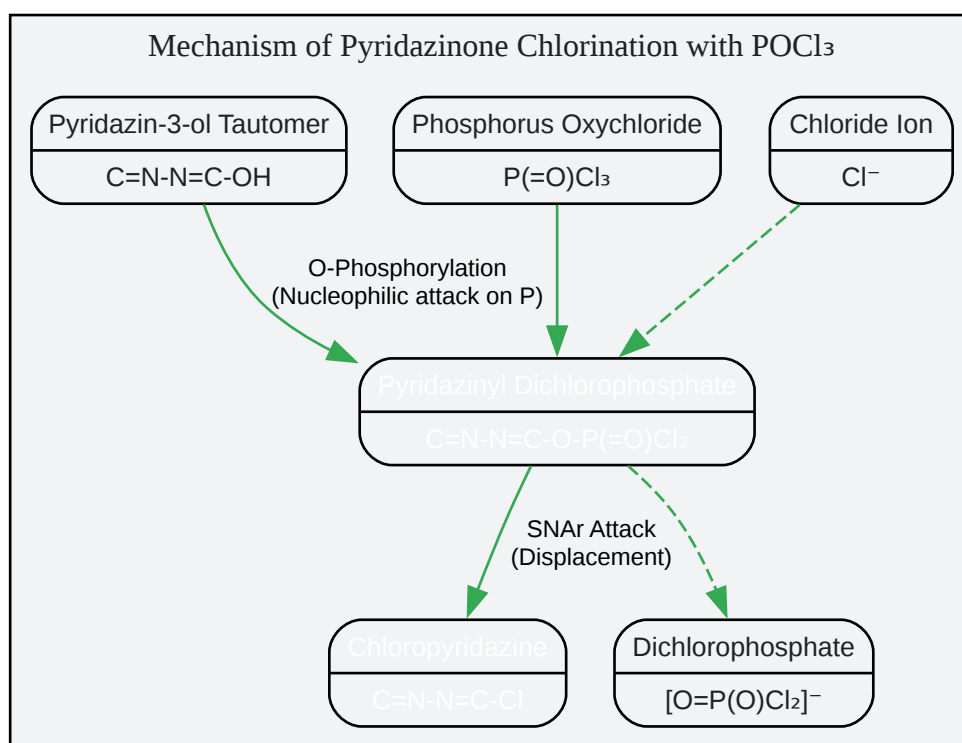 Mechanism of Pyridazinone Chlorination with POCl₃
Pyridazin-3-ol Tautomer
C=N-N=C-OH
Phosphorus Oxychloride
P(=O)Cl₃
Chloride Ion
Cl⁻
O-Phosphorylation
(Nucleophilic attack on P)
Pyridazinyl Dichlorophosphate
C=N-N=C-O-P(=O)Cl₂
SNAr Attack
(Displacement)
Chloropyridazine
C=N-N=C-Cl
Dichlorophosphate
[O=P(O)Cl₂]⁻